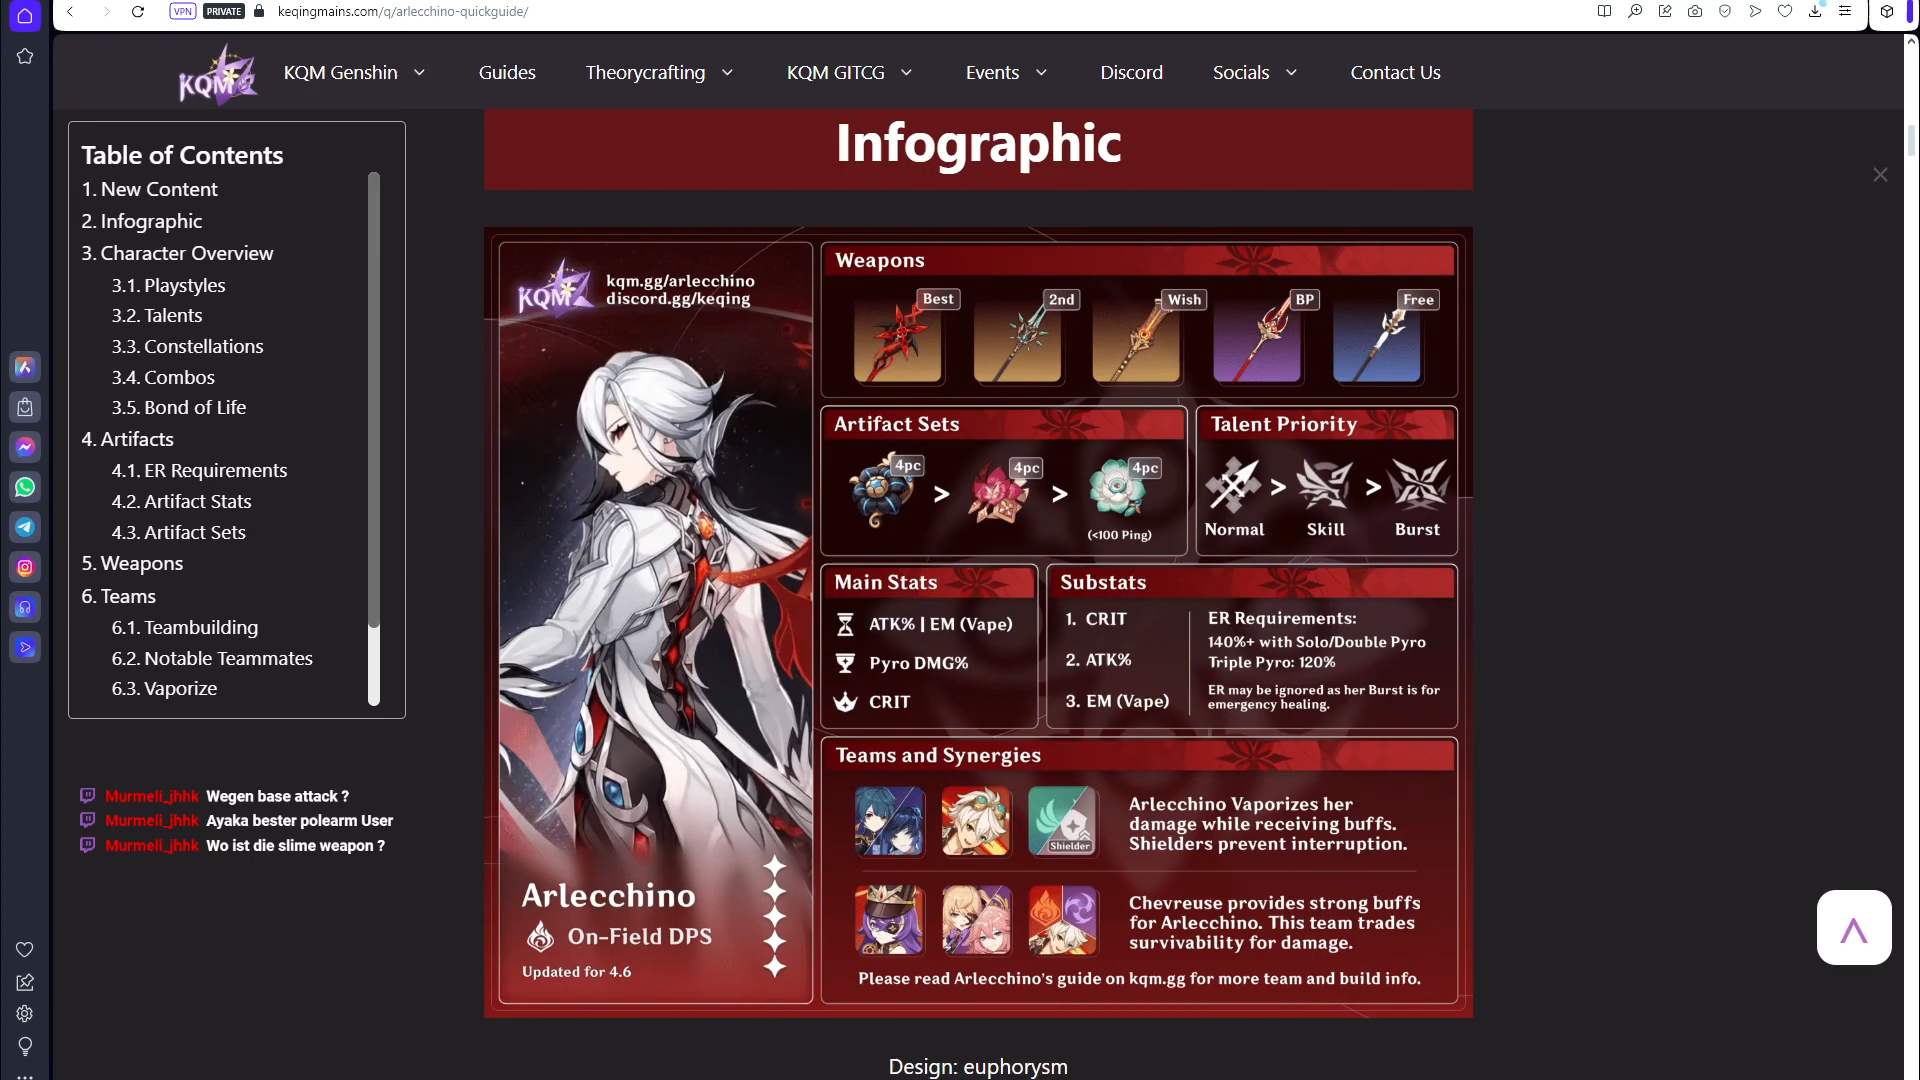 VPN
PRIVATE
keqingmains.com/q/arlecchino-quickguide/
KQM
KQM Genshin
Guides
Theorycrafting
KQM GITCG
Events
Discord
Socials
Contact Us
Table of Contents
1. New Content
2. Infographic
3. Character Overview
3.1. Playstyles
3.2. Talents
3.3. Constellations
3.4. Combos
3.5. Bond of Life
4. Artifacts
4.1. ER Requirements
4.2. Artifact Stats
4.3. Artifact Sets
5. Weapons
6. Teams
6.1. Teambuilding
6.2. Notable Teammates
6.3. Vaporize
Murmeli_jhhk Wegen base attack ?
Murmeli_jhhk Ayaka bester polearm User
Murmeli_jhhk Wo ist die slime weapon ?
Infographic
KQM
kqm.gg/arlecchino
discord.gg/keqing
Arlecchino
On-Field DPS
Updated for 4.6
Weapons
Best
2nd
Wish
BP
Free
Artifact Sets
4pc
>
4pc
>
4pc
(<100 Ping)
Talent Priority
> >
Normal
Skill
Burst
Main Stats
ATK% | EM (Vape)
Pyro DMG%
CRIT
Substats
1. CRIT
2. ATK%
3. EM (Vape)
ER Requirements:
140%+ with Solo/Double Pyro
Triple Pyro: 120%
ER may be ignored as her Burst is for
emergency healing.
Teams and Synergies
Shielder
Arlecchino Vaporizes her
damage while receiving buffs.
Shielders prevent interruption.
Chevreuse provides strong buffs
for Arlecchino. This team trades
survivability for damage.
Please read Arlecchino's guide on kqm.gg for more team and build info.
Design: euphorysm